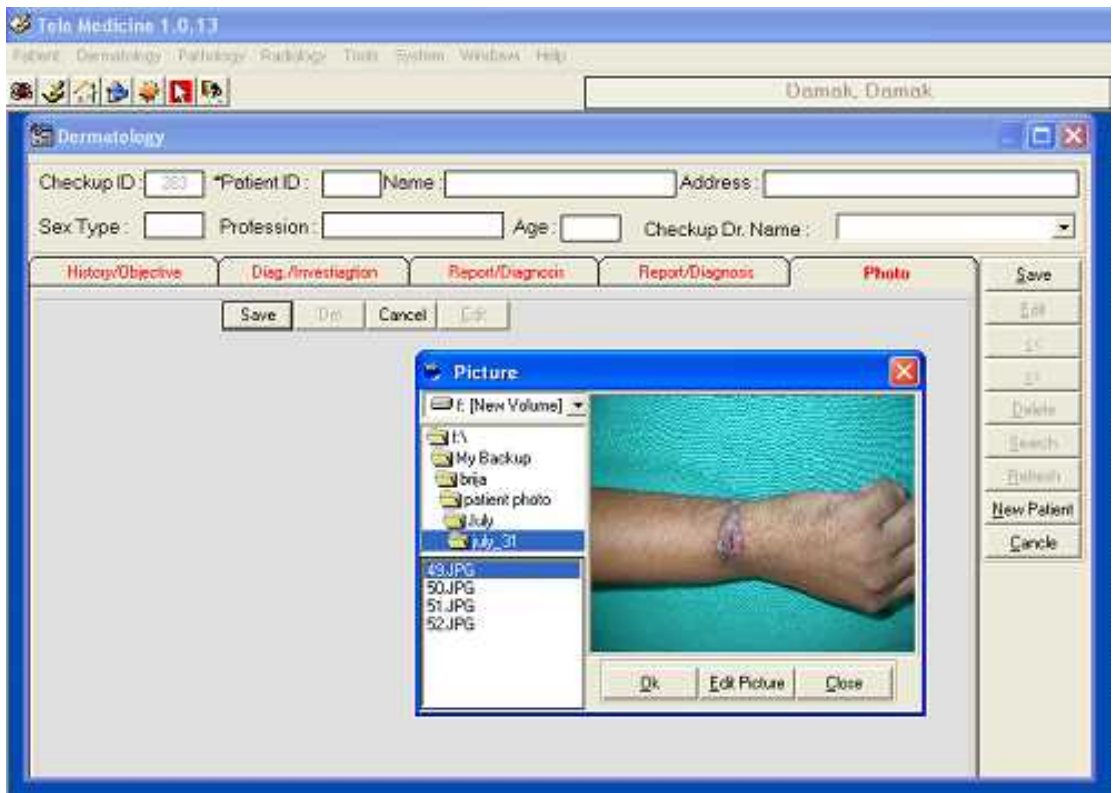 Tele Medicine 1.0.13
Patient Dermatology Pathology Radiology Tools System Windows Help
Damak, Damak
Dermatology
Checkup ID : 283 *Patient ID : Name : Address :
Sex Type : Profession : Age : Checkup Dr. Name :
History/Objective Diag./Investiagtion Report/Diagnosis Report/Diagnosis Photo
Save Del Cancel Edit
Save
Edit
Delete
Search
Refresh
New Patient
Cancle
Picture
f: [New Volume]
f:\
My Backup
brija
patient photo
July
july_31
49.JPG
50.JPG
51.JPG
52.JPG
Ok Edit Picture Close